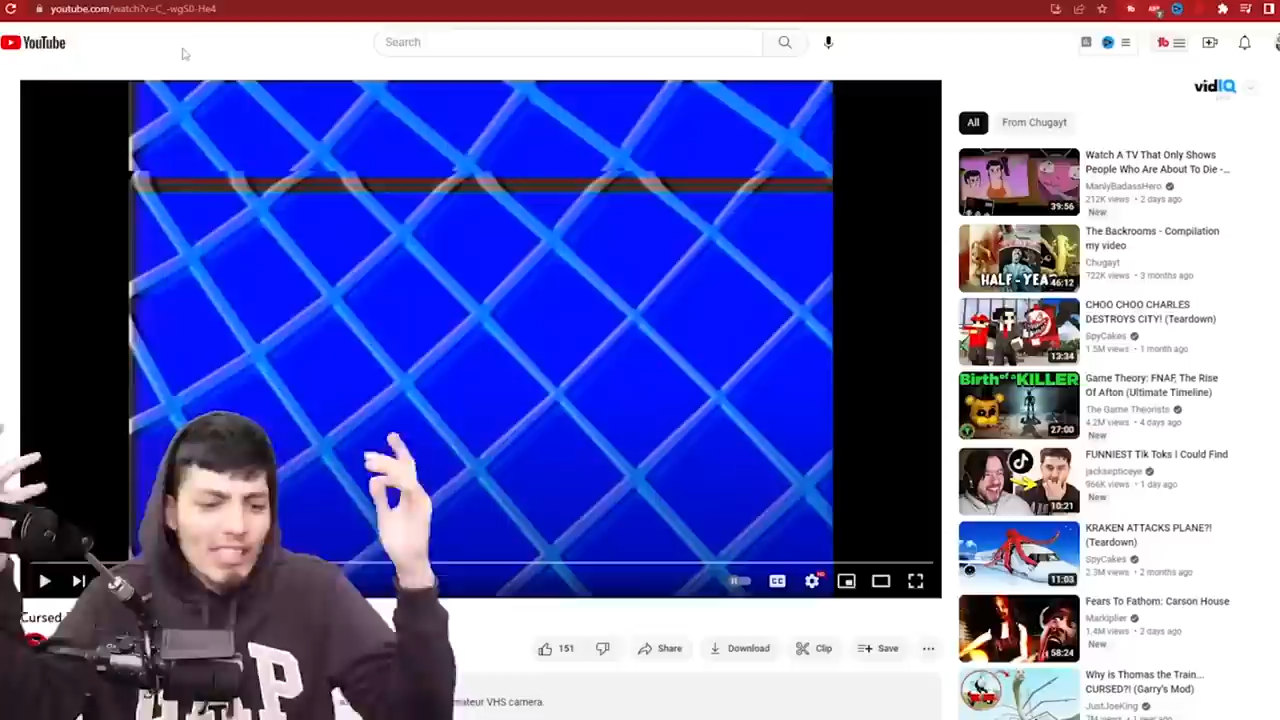 youtube.com/watch?v=C_-wgS0-He4
YouTube
Search
vidIQ
All
From Chugayt
Watch A TV That Only Shows
People Who Are About To Die -...
ManlyBadassHero
212K views • 2 days ago
New
39:56
The Backrooms - Compilation
my video
Chugayt
722K views • 3 months ago
HALF-YEA
46:12
CHOO CHOO CHARLES
DESTROYS CITY! (Teardown)
SpyCakes
1.5M views • 1 month ago
13:34
Birth of a KILLER
Game Theory: FNAF, The Rise
Of Afton (Ultimate Timeline)
The Game Theorists
4.2M views • 4 days ago
New
27:00
FUNNIEST Tik Toks I Could Find
jacksepticeye
966K views • 1 day ago
New
10:21
KRAKEN ATTACKS PLANE?!
(Teardown)
SpyCakes
2.3M views • 2 months ago
11:03
Fears To Fathom: Carson House
Markiplier
1.4M views • 2 days ago
New
58:24
Why is Thomas the Train...
CURSED?! (Garry's Mod)
JustJoeKing
CC
HD
Cursed
151
Share
Download
Clip
Save
mateur VHS camera.
P